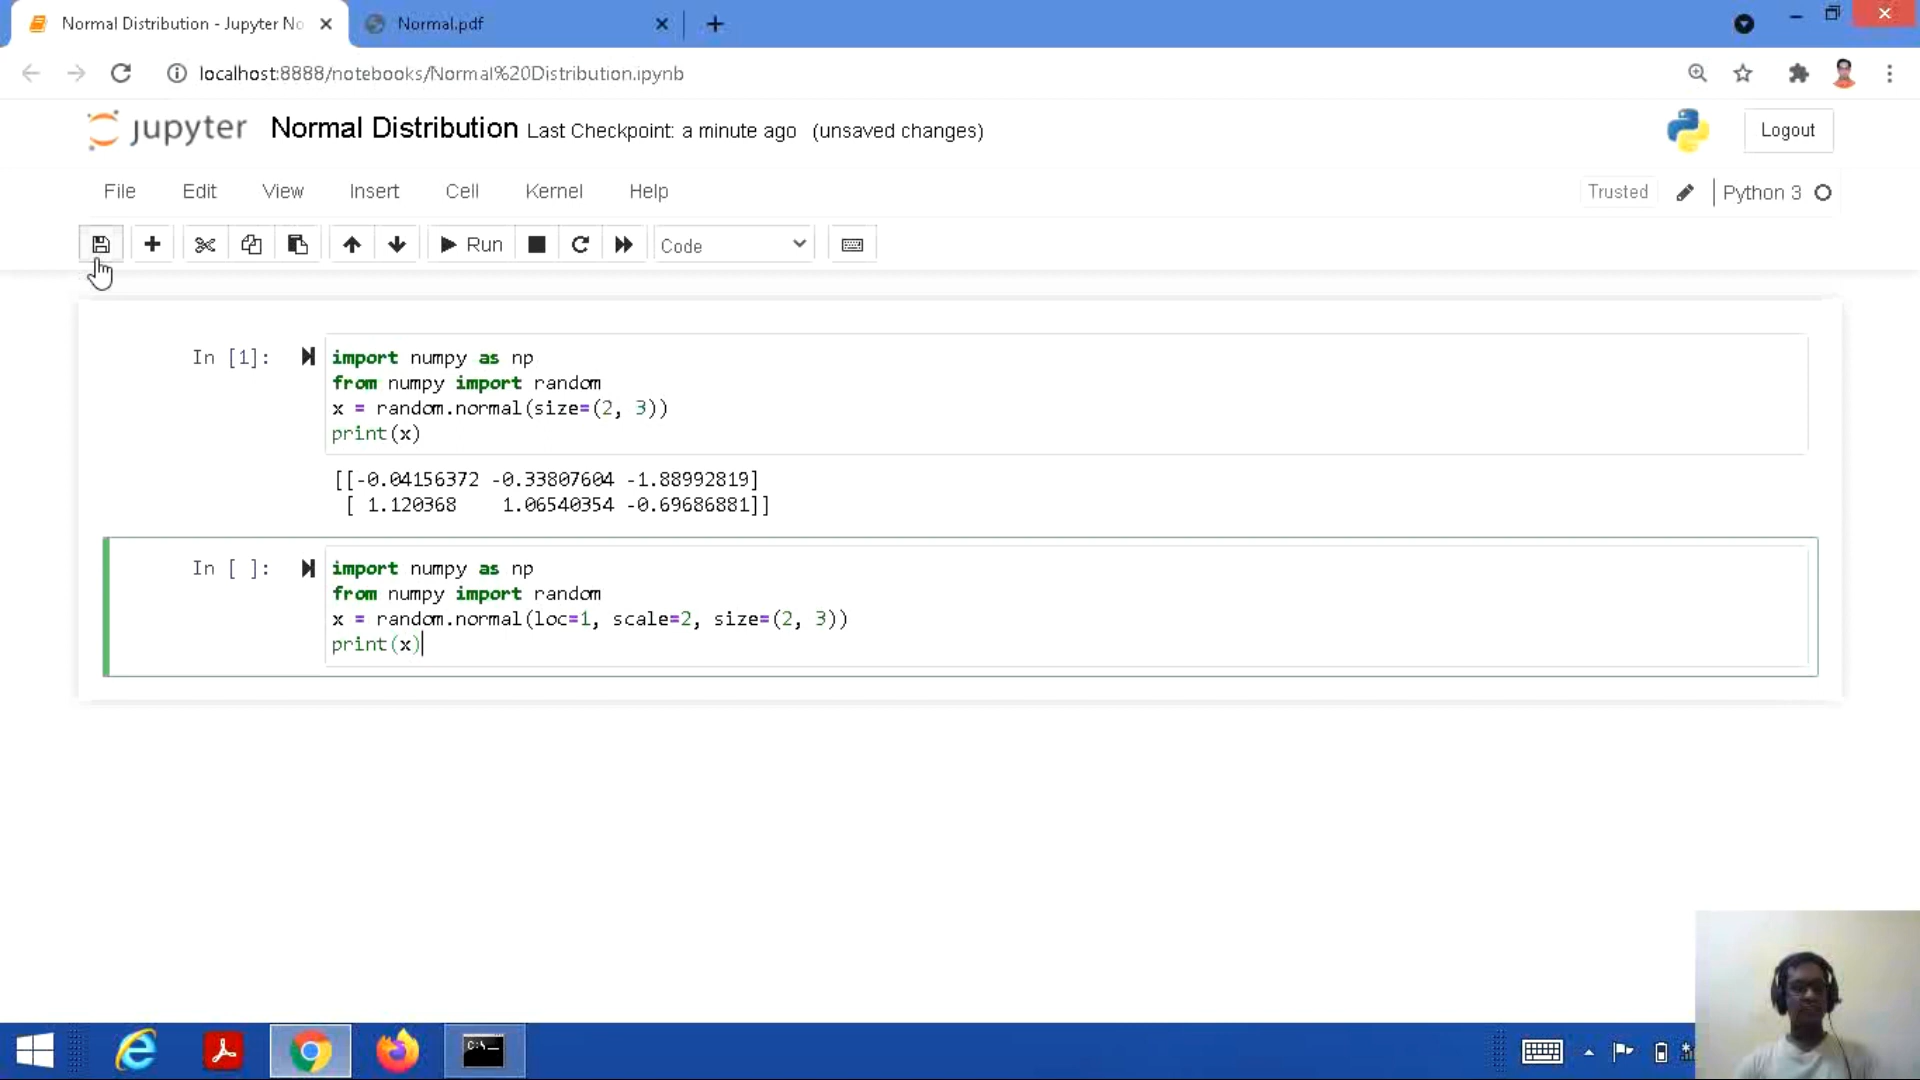 Normal Distribution - Jupyter No
Normal.pdf
localhost:8888/notebooks/Normal%20Distribution.ipynb
jupyter Normal Distribution Last Checkpoint: a minute ago (unsaved changes)
Logout
File Edit View Insert Cell Kernel Help
Trusted
Python 3
Run
Code
In [1]:
import numpy as np
from numpy import random
x = random.normal(size=(2, 3))
print(x)
[[-0.04156372 -0.33807604 -1.88992819]
[ 1.120368 1.06540354 -0.69686881]]
In [ ]:
import numpy as np
from numpy import random
x = random.normal(loc=1, scale=2, size=(2, 3))
print(x)
C:\_